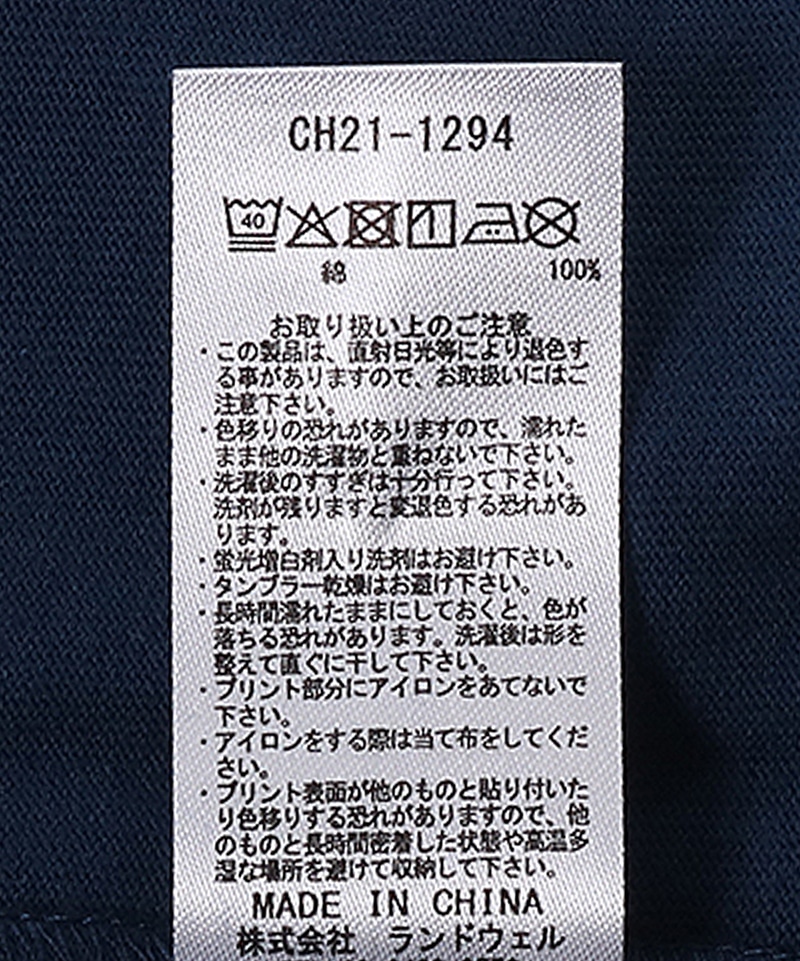 CH21-1294
40
綿 100%
お取り扱い上のご注意
・この製品は、直射日光等により退色す
る事がありますので、お取扱いにはご
注意下さい。
・色移りの恐れがありますので、濡れた
まま他の洗濯物と重ねないで下さい。
・洗濯後のすすぎは十分行って下さい。
洗剤が残りますと変退色する恐れがあ
ります。
・蛍光増白剤入り洗剤はお避け下さい。
・タンブラー乾燥はお避け下さい。
・長時間濡れたままにしておくと、色が
落ちる恐れがあります。洗濯後は形を
整えて直ぐに干して下さい。
・プリント部分にアイロンをあてないで
下さい。
・アイロンをする際は当て布をしてくだ
さい。
・プリント表面が他のものと貼り付いた
り色移りする恐れがありますので、他
のものと長時間密着した状態や高温多
湿な場所を避けて収納して下さい。
MADE IN CHINA
株式会社 ランドウェル